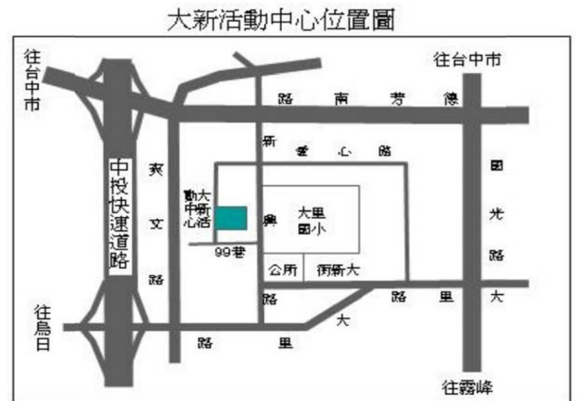 大新活動中心位置圖
往台中市
往台中市
德芳南路
中投快速道路
爽文路
新興路
愛心路
國光路
大新活
動中心
大里
國小
99巷
公所
大新街
大里路
大里路
往烏日
往霧峰